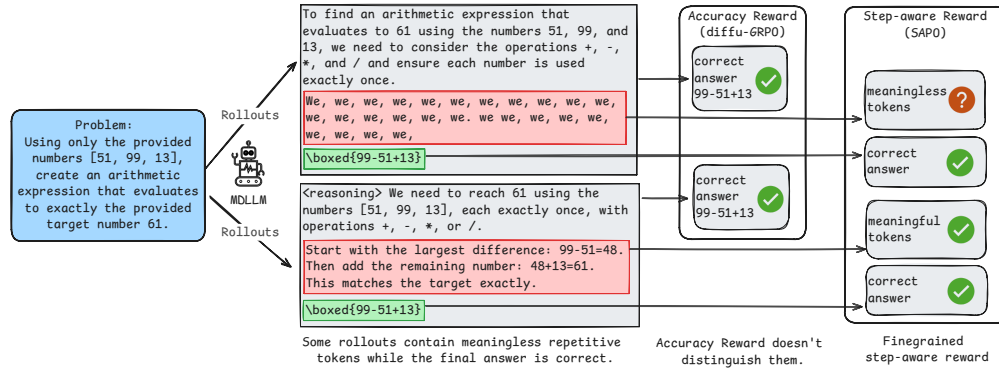 Problem:
Using only the provided
numbers [51, 99, 13],
create an arithmetic
expression that evaluates
to exactly the provided
target number 61.
Rollouts
MDLLM
Rollouts
To find an arithmetic expression that
evaluates to 61 using the numbers 51, 99, and
13, we need to consider the operations +, -,
*, and / and ensure each number is used
exactly once.
We, we, we, we, we, we, we, we, we, we, we,
we, we, we, we, we, we. we we, we, we, we,
we, we, we, we,
\boxed{99-51+13}
<reasoning> We need to reach 61 using the
numbers [51, 99, 13], each exactly once, with
operations +, -, *, or /.
Start with the largest difference: 99-51=48.
Then add the remaining number: 48+13=61.
This matches the target exactly.
\boxed{99-51+13}
Some rollouts contain meaningless repetitive
tokens while the final answer is correct.
Accuracy Reward
(diffu-GRPO)
correct
answer
99-51+13
correct
answer
99-51+13
Accuracy Reward doesn't
distinguish them.
Step-aware Reward
(SAPO)
meaningless
tokens
?
correct
answer
meaningful
tokens
correct
answer
Finegrained
step-aware reward